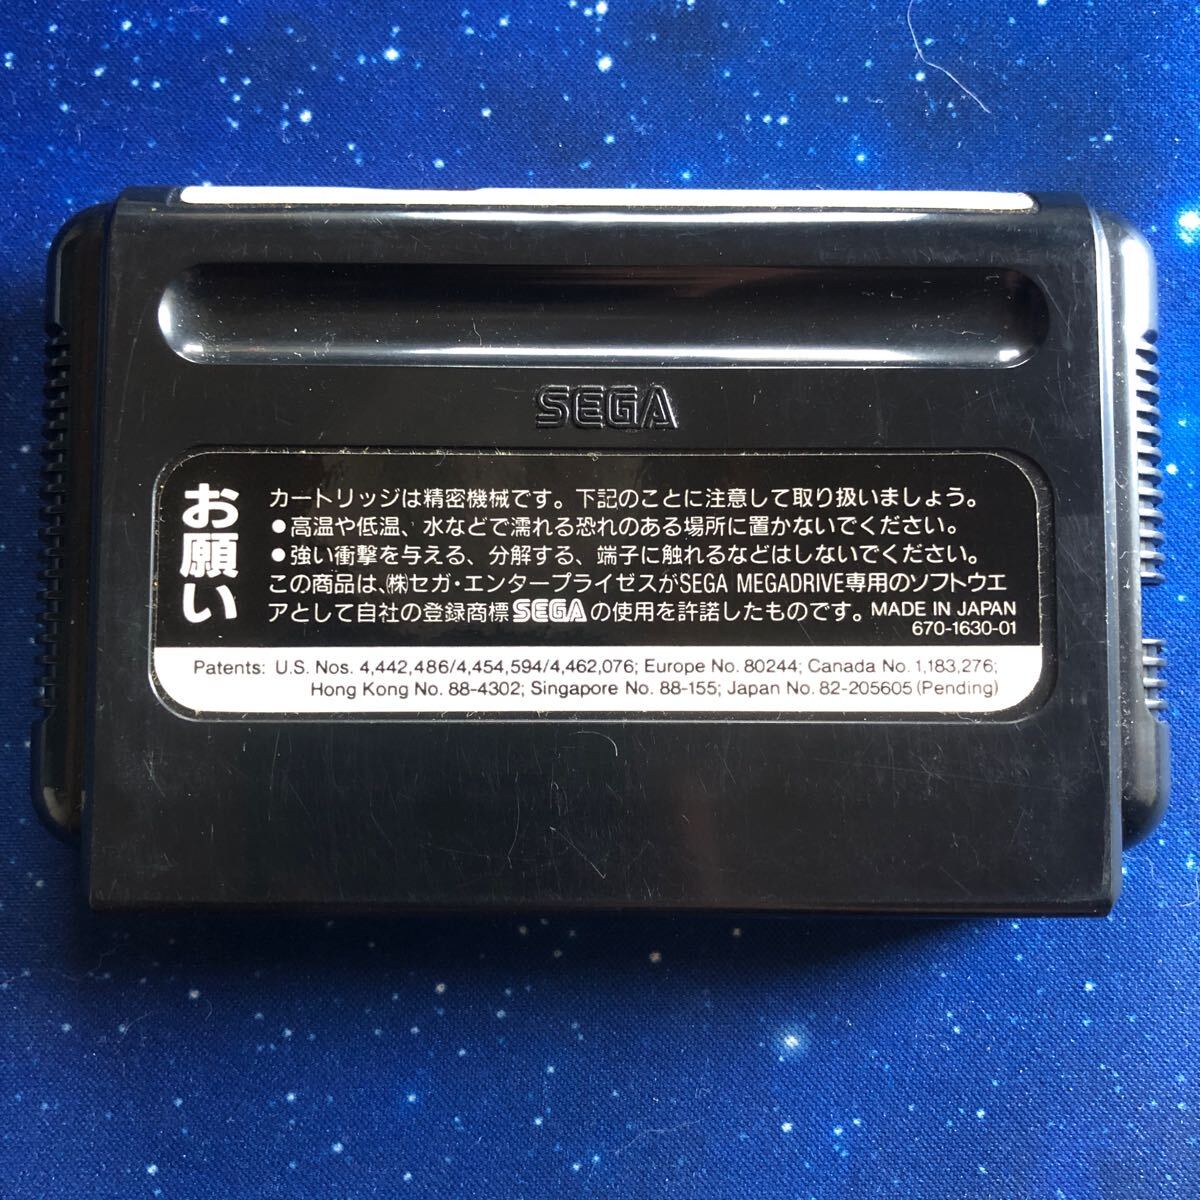 SEGA
お願い
カートリッジは精密機械です。下記のことに注意して取り扱いましょう。
●高温や低温、水などで濡れる恐れのある場所に置かないでください。
●強い衝撃を与える、分解する、端子に触れるなどはしないでください。
この商品は、㈱セガ・エンタープライゼスがSEGA MEGADRIVE専用のソフトウエ
アとして自社の登録商標SEGAの使用を許諾したものです。MADE IN JAPAN
670-1630-01
Patents: U.S. Nos. 4,442,486/4,454,594/4,462,076; Europe No. 80244; Canada No. 1,183,276;
Hong Kong No. 88-4302; Singapore No. 88-155; Japan No. 82-205605 (Pending)